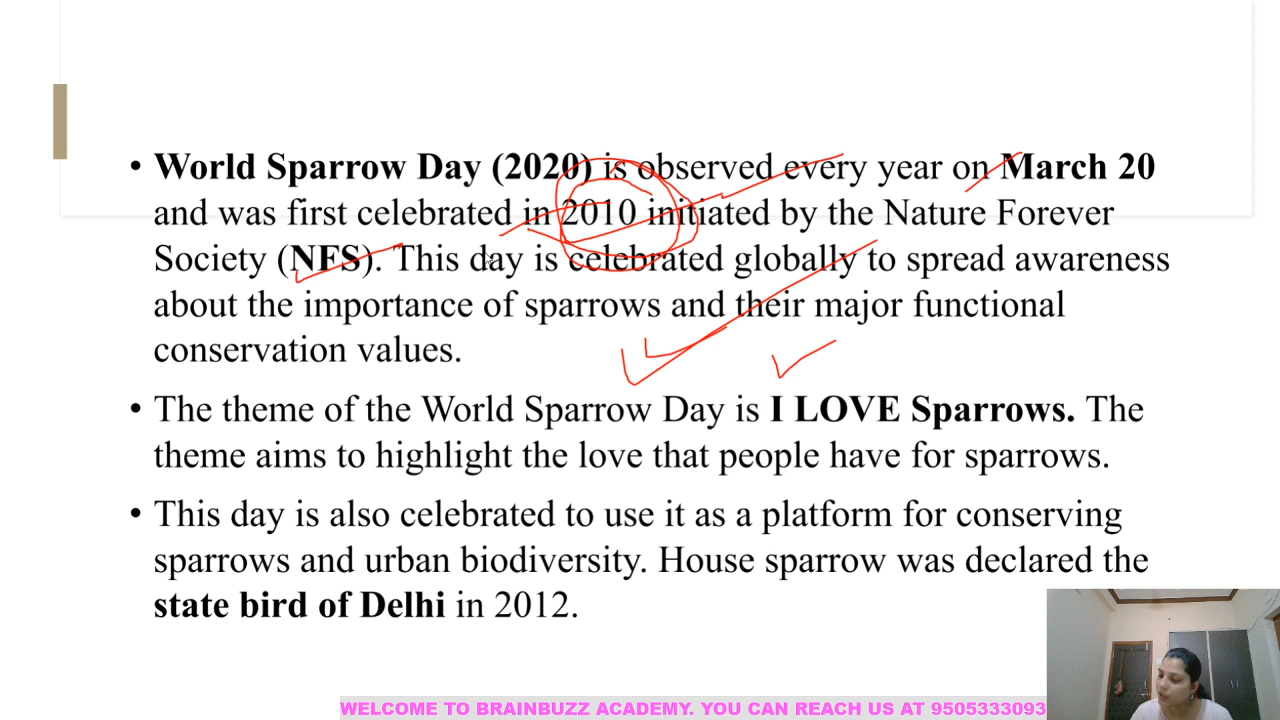 • World Sparrow Day (2020) is observed every year on March 20
and was first celebrated in 2010 initiated by the Nature Forever
Society (NFS). This day is celebrated globally to spread awareness
about the importance of sparrows and their major functional
conservation values.
• The theme of the World Sparrow Day is I LOVE Sparrows. The
theme aims to highlight the love that people have for sparrows.
• This day is also celebrated to use it as a platform for conserving
sparrows and urban biodiversity. House sparrow was declared the
state bird of Delhi in 2012.
WELCOME TO BRAINBUZZ ACADEMY. YOU CAN REACH US AT 9505333093